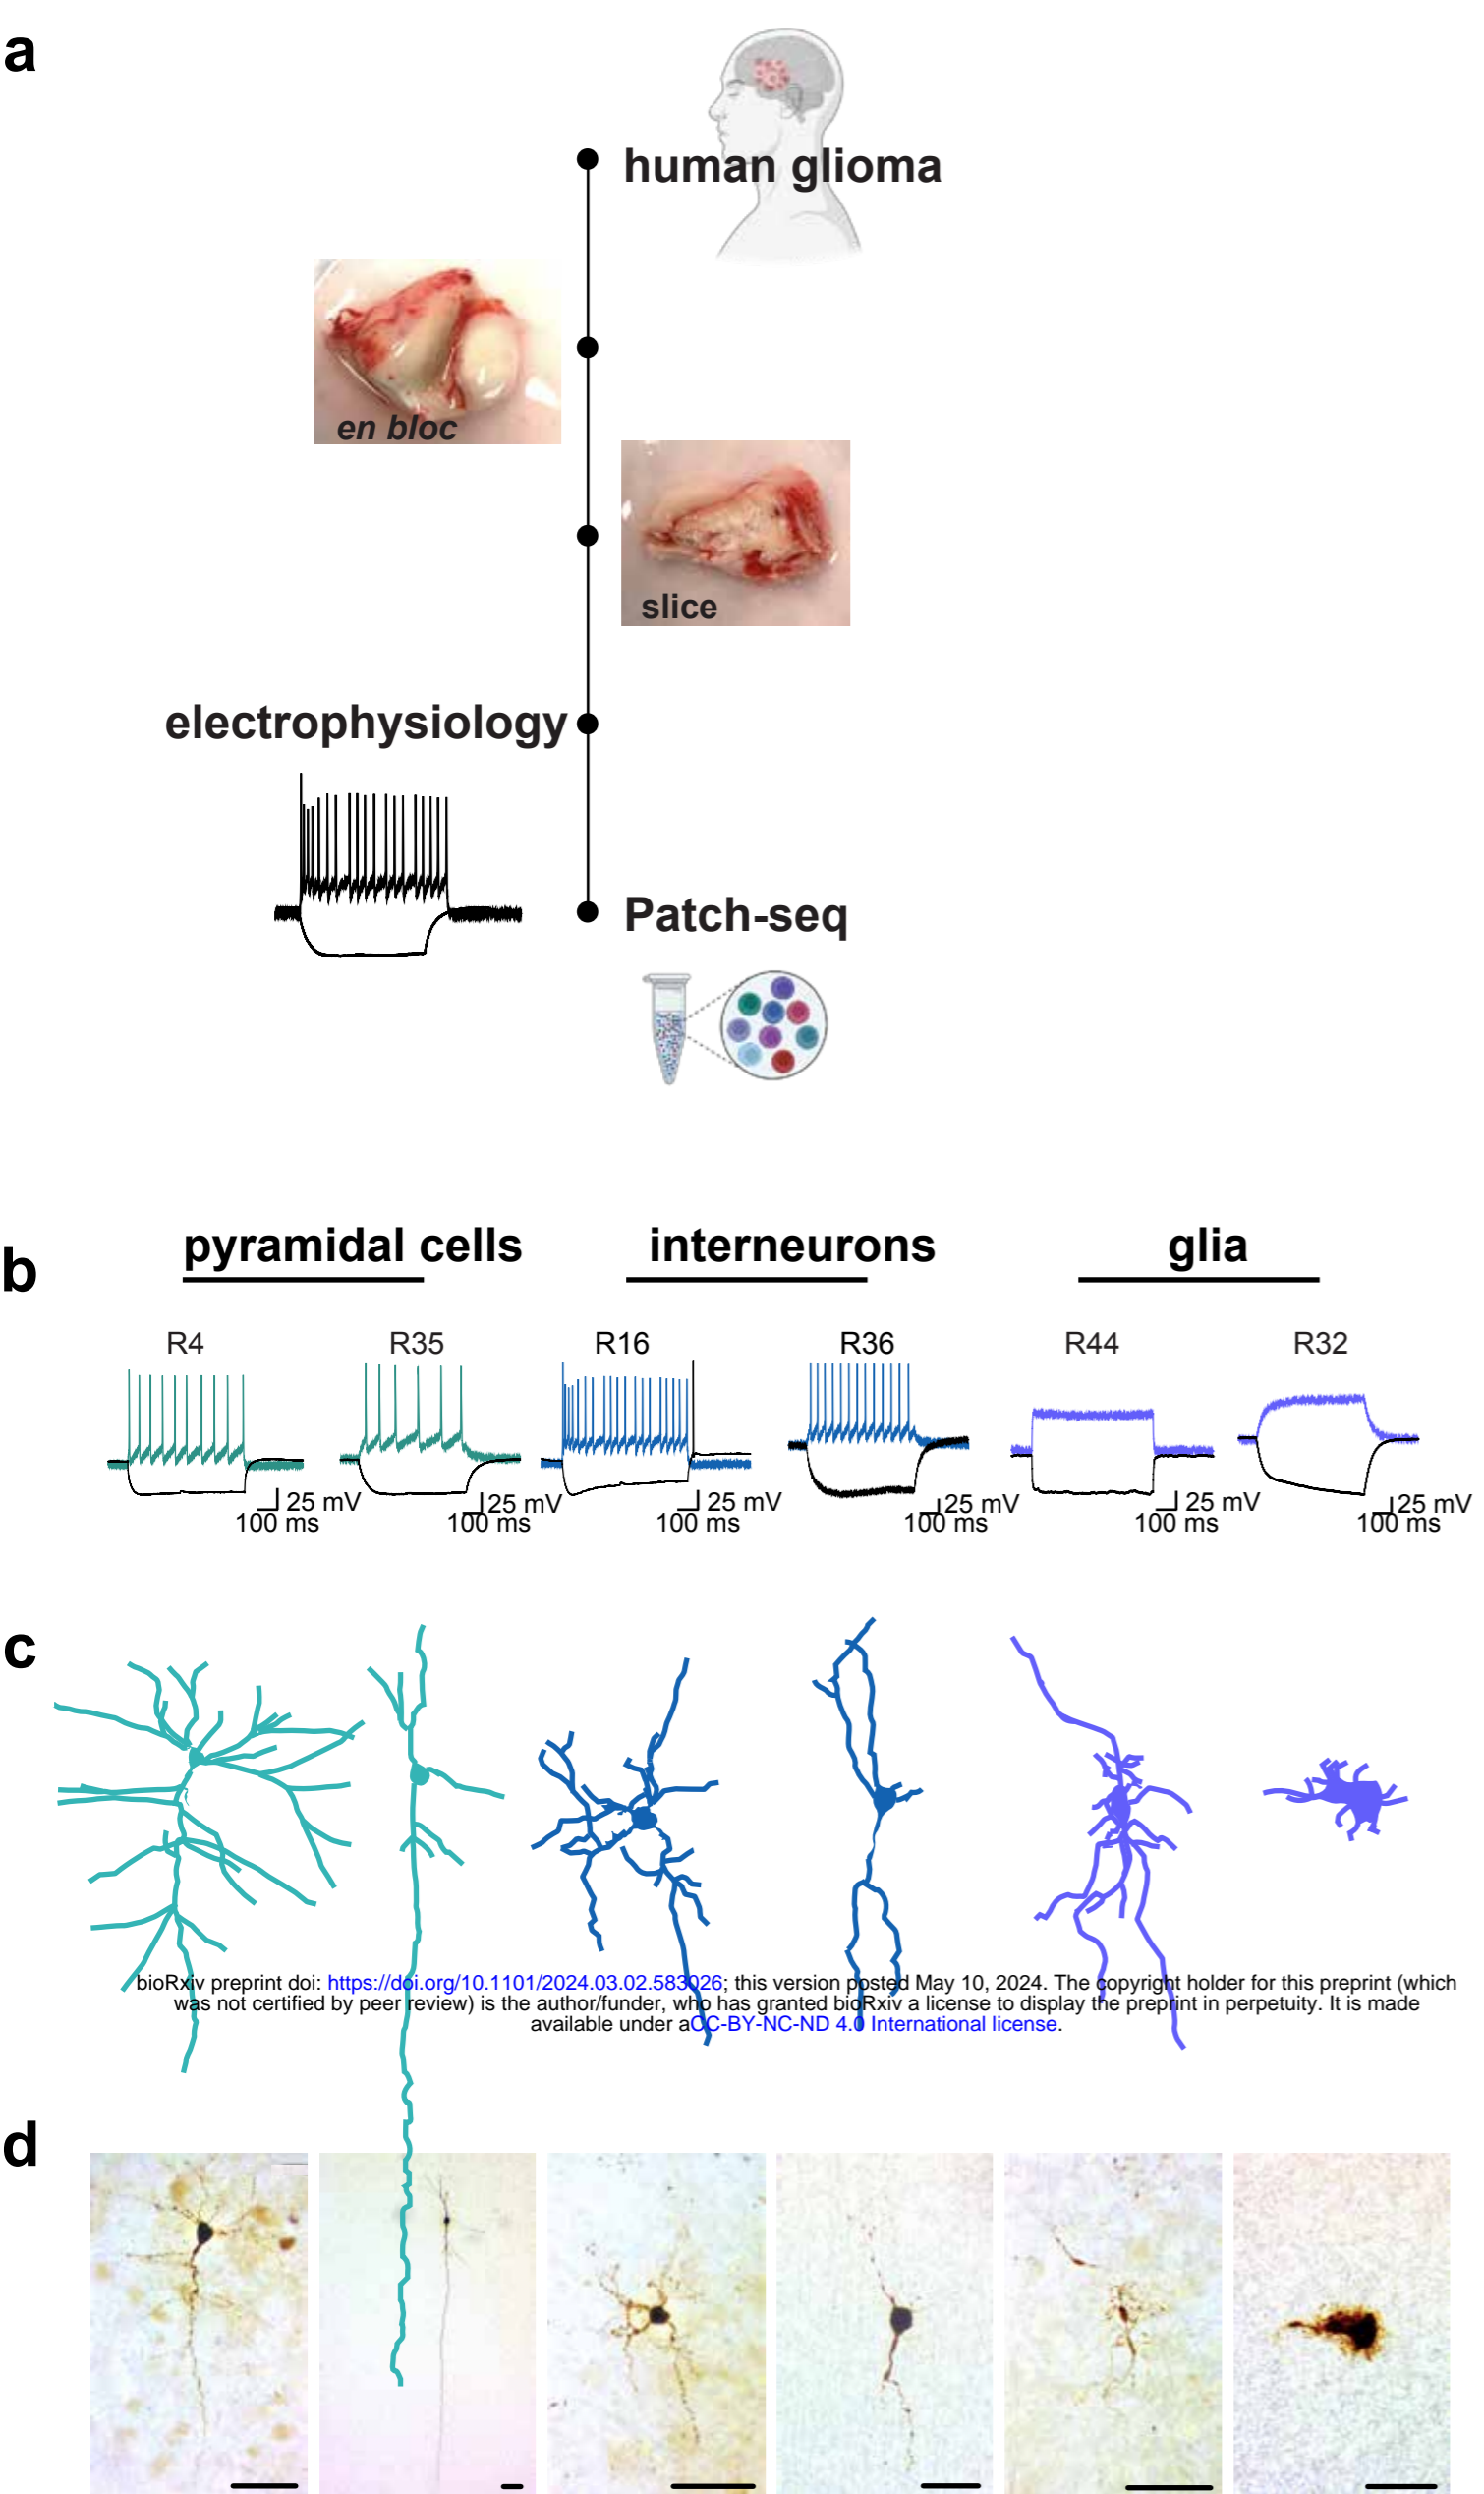 a
human glioma
en bloc
slice
electrophysiology
Patch-seq
b
pyramidal cells interneurons glia
R4 R35 R16 R36 R44 R32
25 mV 25 mV 25 mV 25 mV 25 mV 25 mV
100 ms 100 ms 100 ms 100 ms 100 ms 100 ms
c
bioRxiv preprint doi: https://doi.org/10.1101/2024.03.02.583026; this version posted May 10, 2024. The copyright holder for this preprint (which
was not certified by peer review) is the author/funder, who has granted bioRxiv a license to display the preprint in perpetuity. It is made
available under aCC-BY-NC-ND 4.0 International license.
d